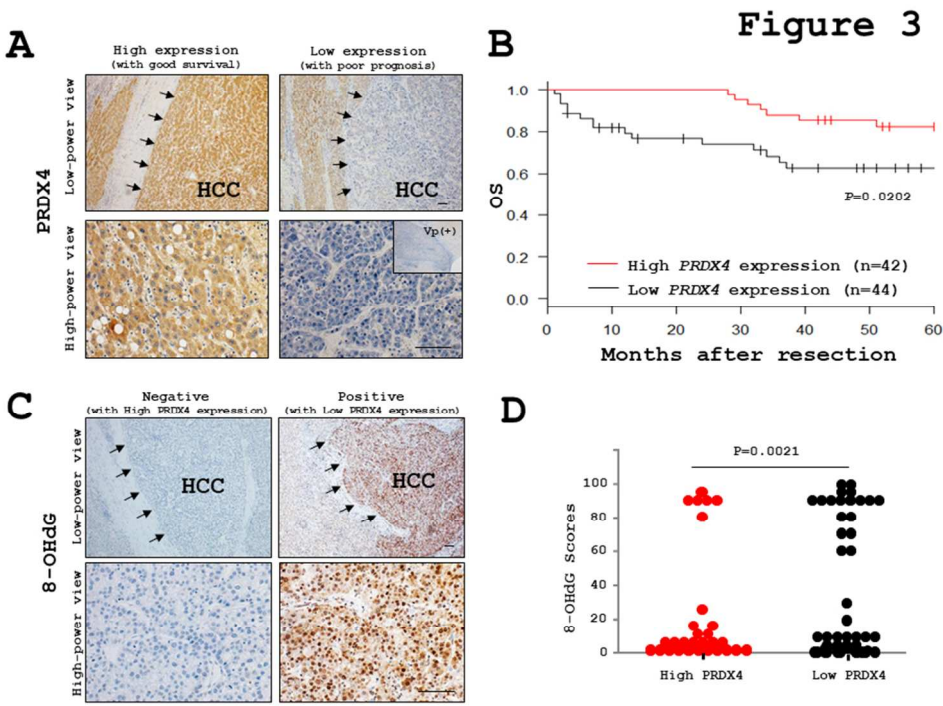 Figure 3
A
High expression
(with good survival)
Low expression
(with poor prognosis)
PRDX4
Low-power view
HCC
HCC
High-power view
Vp(+)
B
OS
1.0
0.8
0.6
0.4
0.2
0.0
P=0.0202
High PRDX4 expression (n=42)
Low PRDX4 expression (n=44)
0 10 20 30 40 50 60
Months after resection
C
Negative
(with High PRDX4 expression)
Positive
(with Low PRDX4 expression)
8-OHdG
Low-power view
HCC
HCC
High-power view
D
P=0.0021
8-OHdG Scores
100
80
60
40
20
0
High PRDX4
Low PRDX4